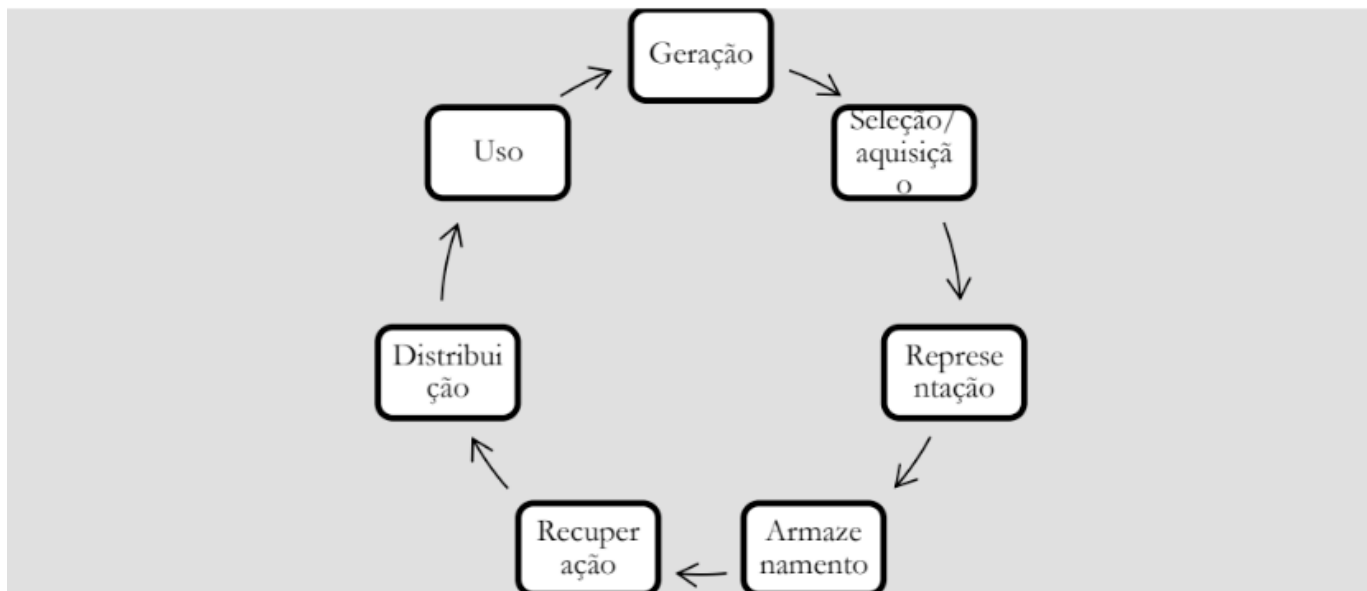 Geração
Seleção/
aquisiçã
o
Represe
ntação
Armaze
namento
Recuper
ação
Distribui
ção
Uso